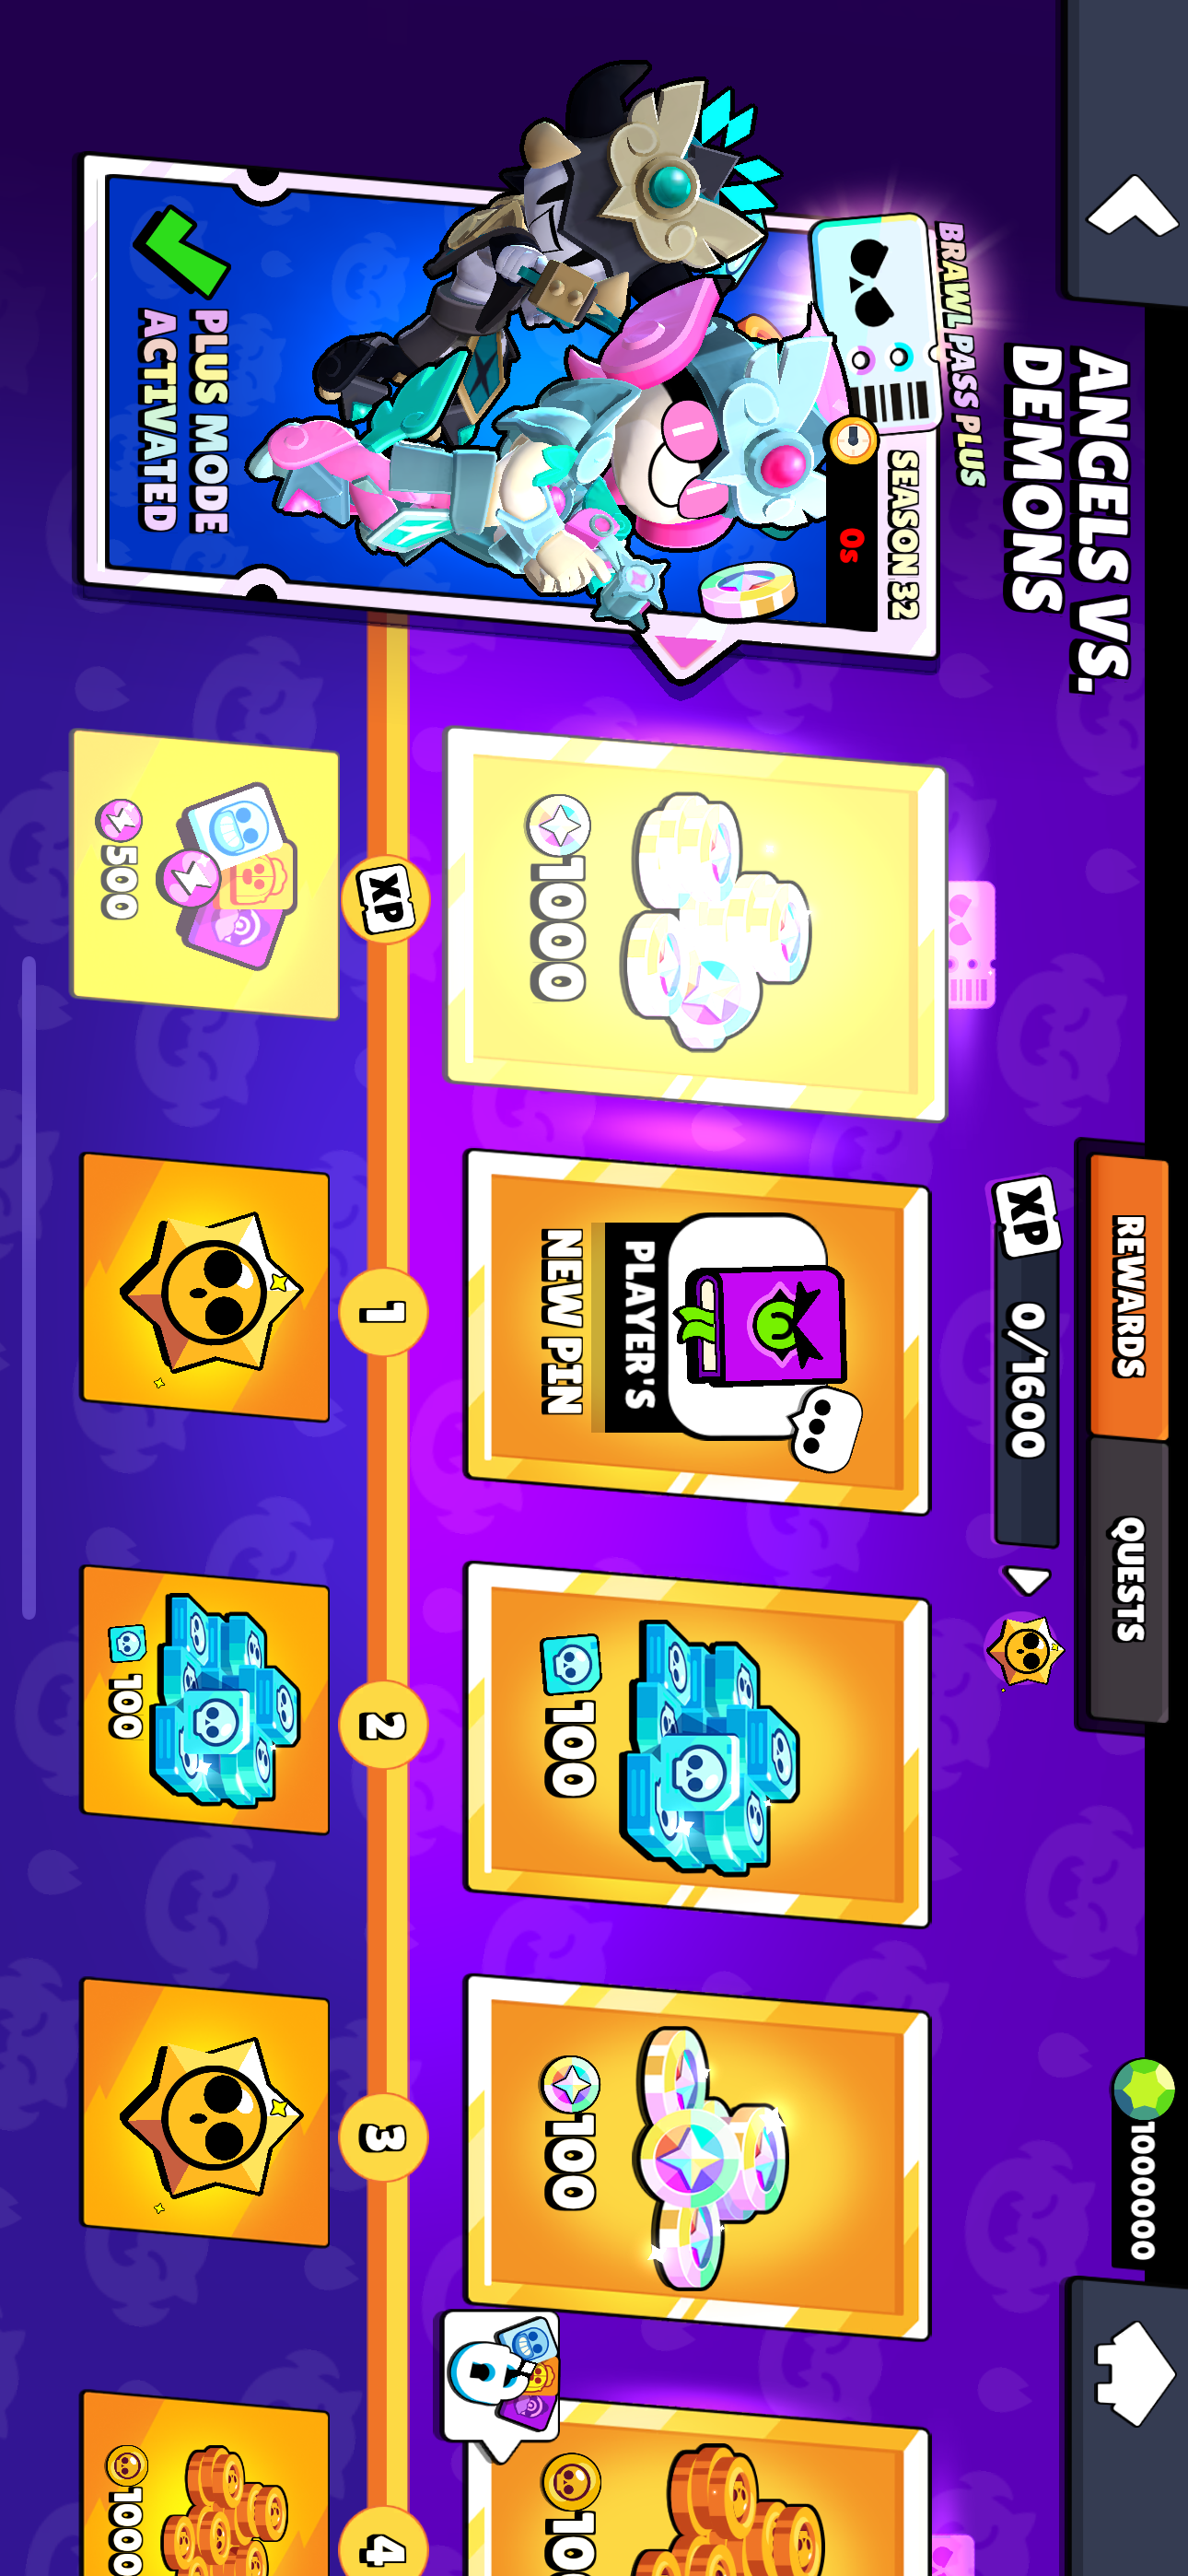 ANGELS VS.
DEMONS
REWARDS
QUESTS
1000000
XP
0/1600
BRAWL PASS PLUS
SEASON 32
0s
PLUS MODE
ACTIVATED
1000
PLAYER'S
NEW PIN
100
100
XP
1
2
3
4
500
100
1000